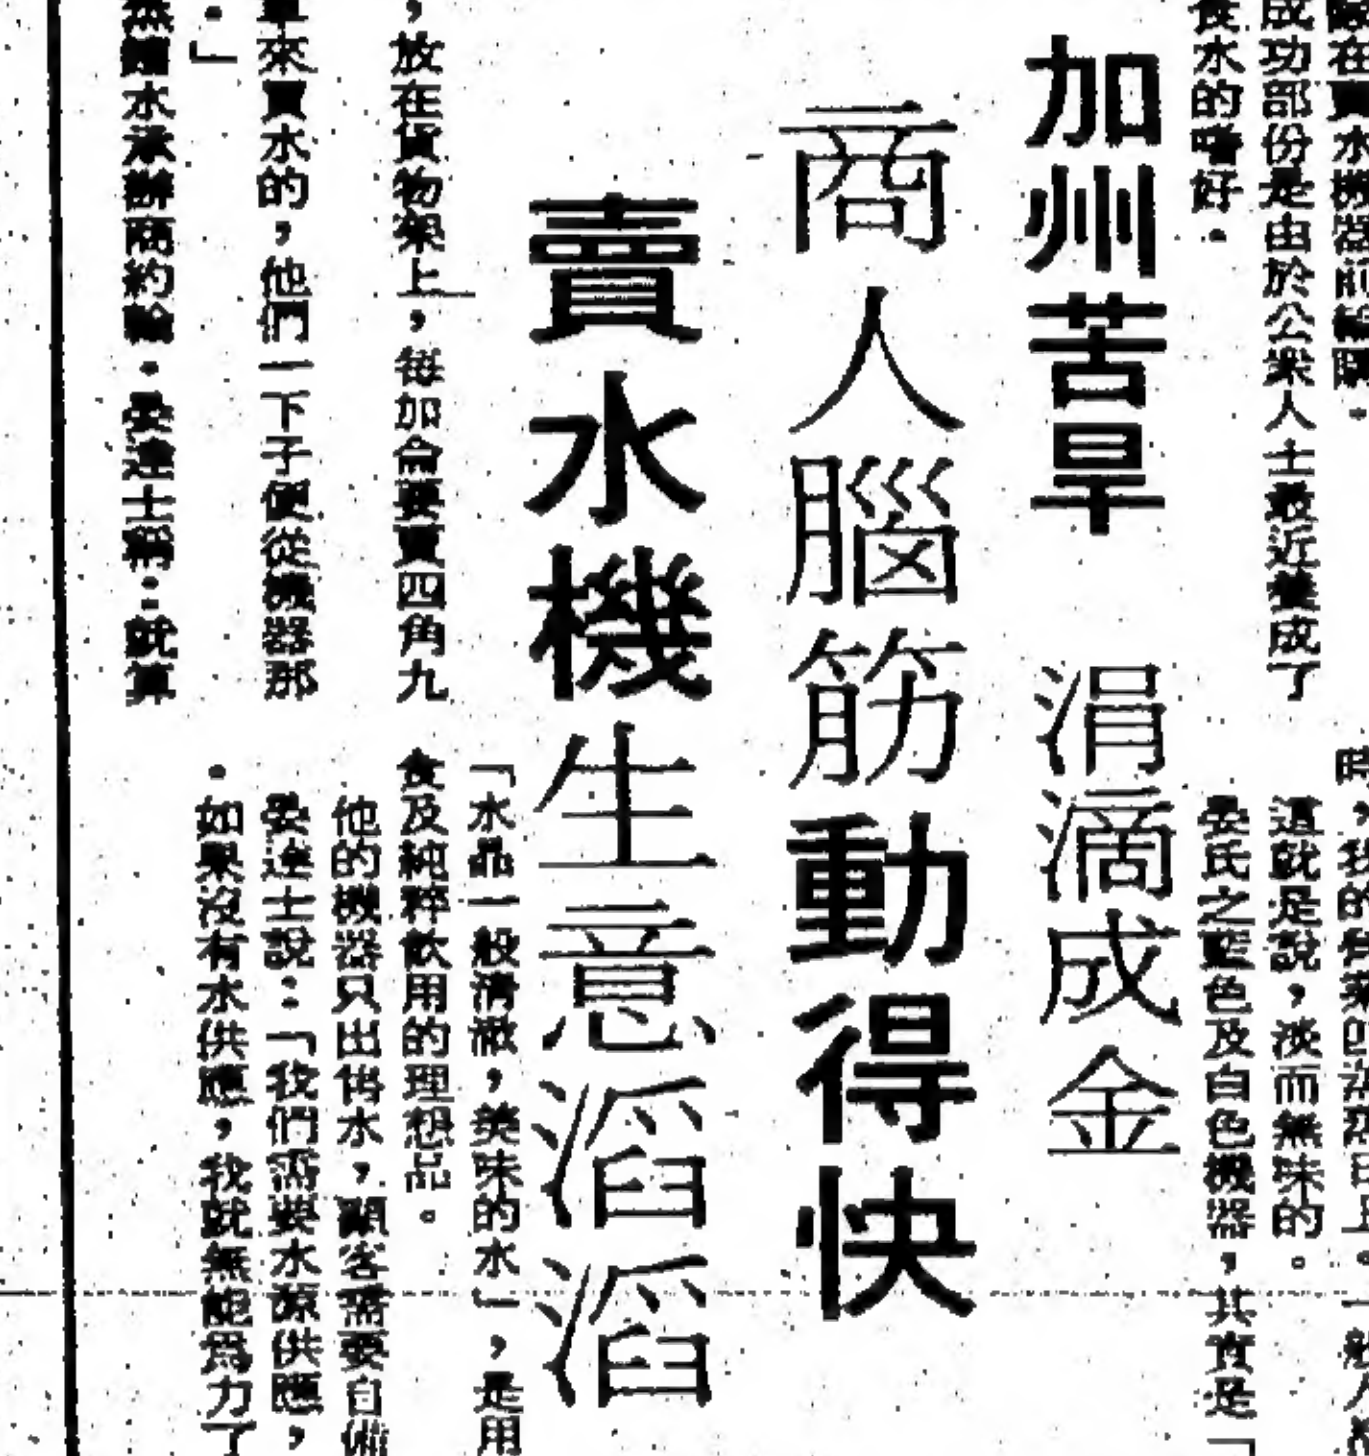 加州苦旱 涓滴成金
商人腦筋動得快
賣水機生意滔滔
成功部份是由於公衆人士最近養成了
食水的嗜好。
這就是說，淡而無味的。
晏氏之藍色及白色機器，其實是「
「水晶一般清澈，美味的水」，是用
食及純粹飲用的理想品。
他的機器只出售水，顧客需要自備
晏達士說：「我們需要水源供應，
。如果沒有水供應，我就無能爲力了
，放在貨物架上，每加侖要賣四角九
來買水的，他們一下子便從機器那
。」
水承辦商約翰。晏達士稱：就算